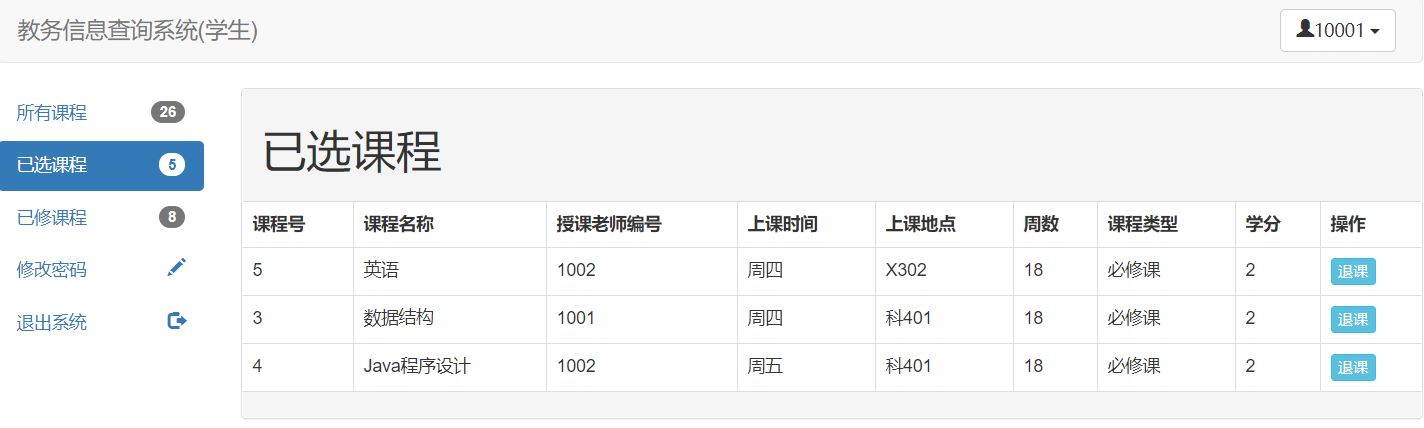 教务信息查询系统(学生) 10001
所有课程 26
已选课程 5
已修课程 8
修改密码
退出系统
已选课程
课程号 课程名称 授课老师编号 上课时间 上课地点 周数 课程类型 学分 操作
5 英语 1002 周四 X302 18 必修课 2 退课
3 数据结构 1001 周四 科401 18 必修课 2 退课
4 Java程序设计 1002 周五 科401 18 必修课 2 退课